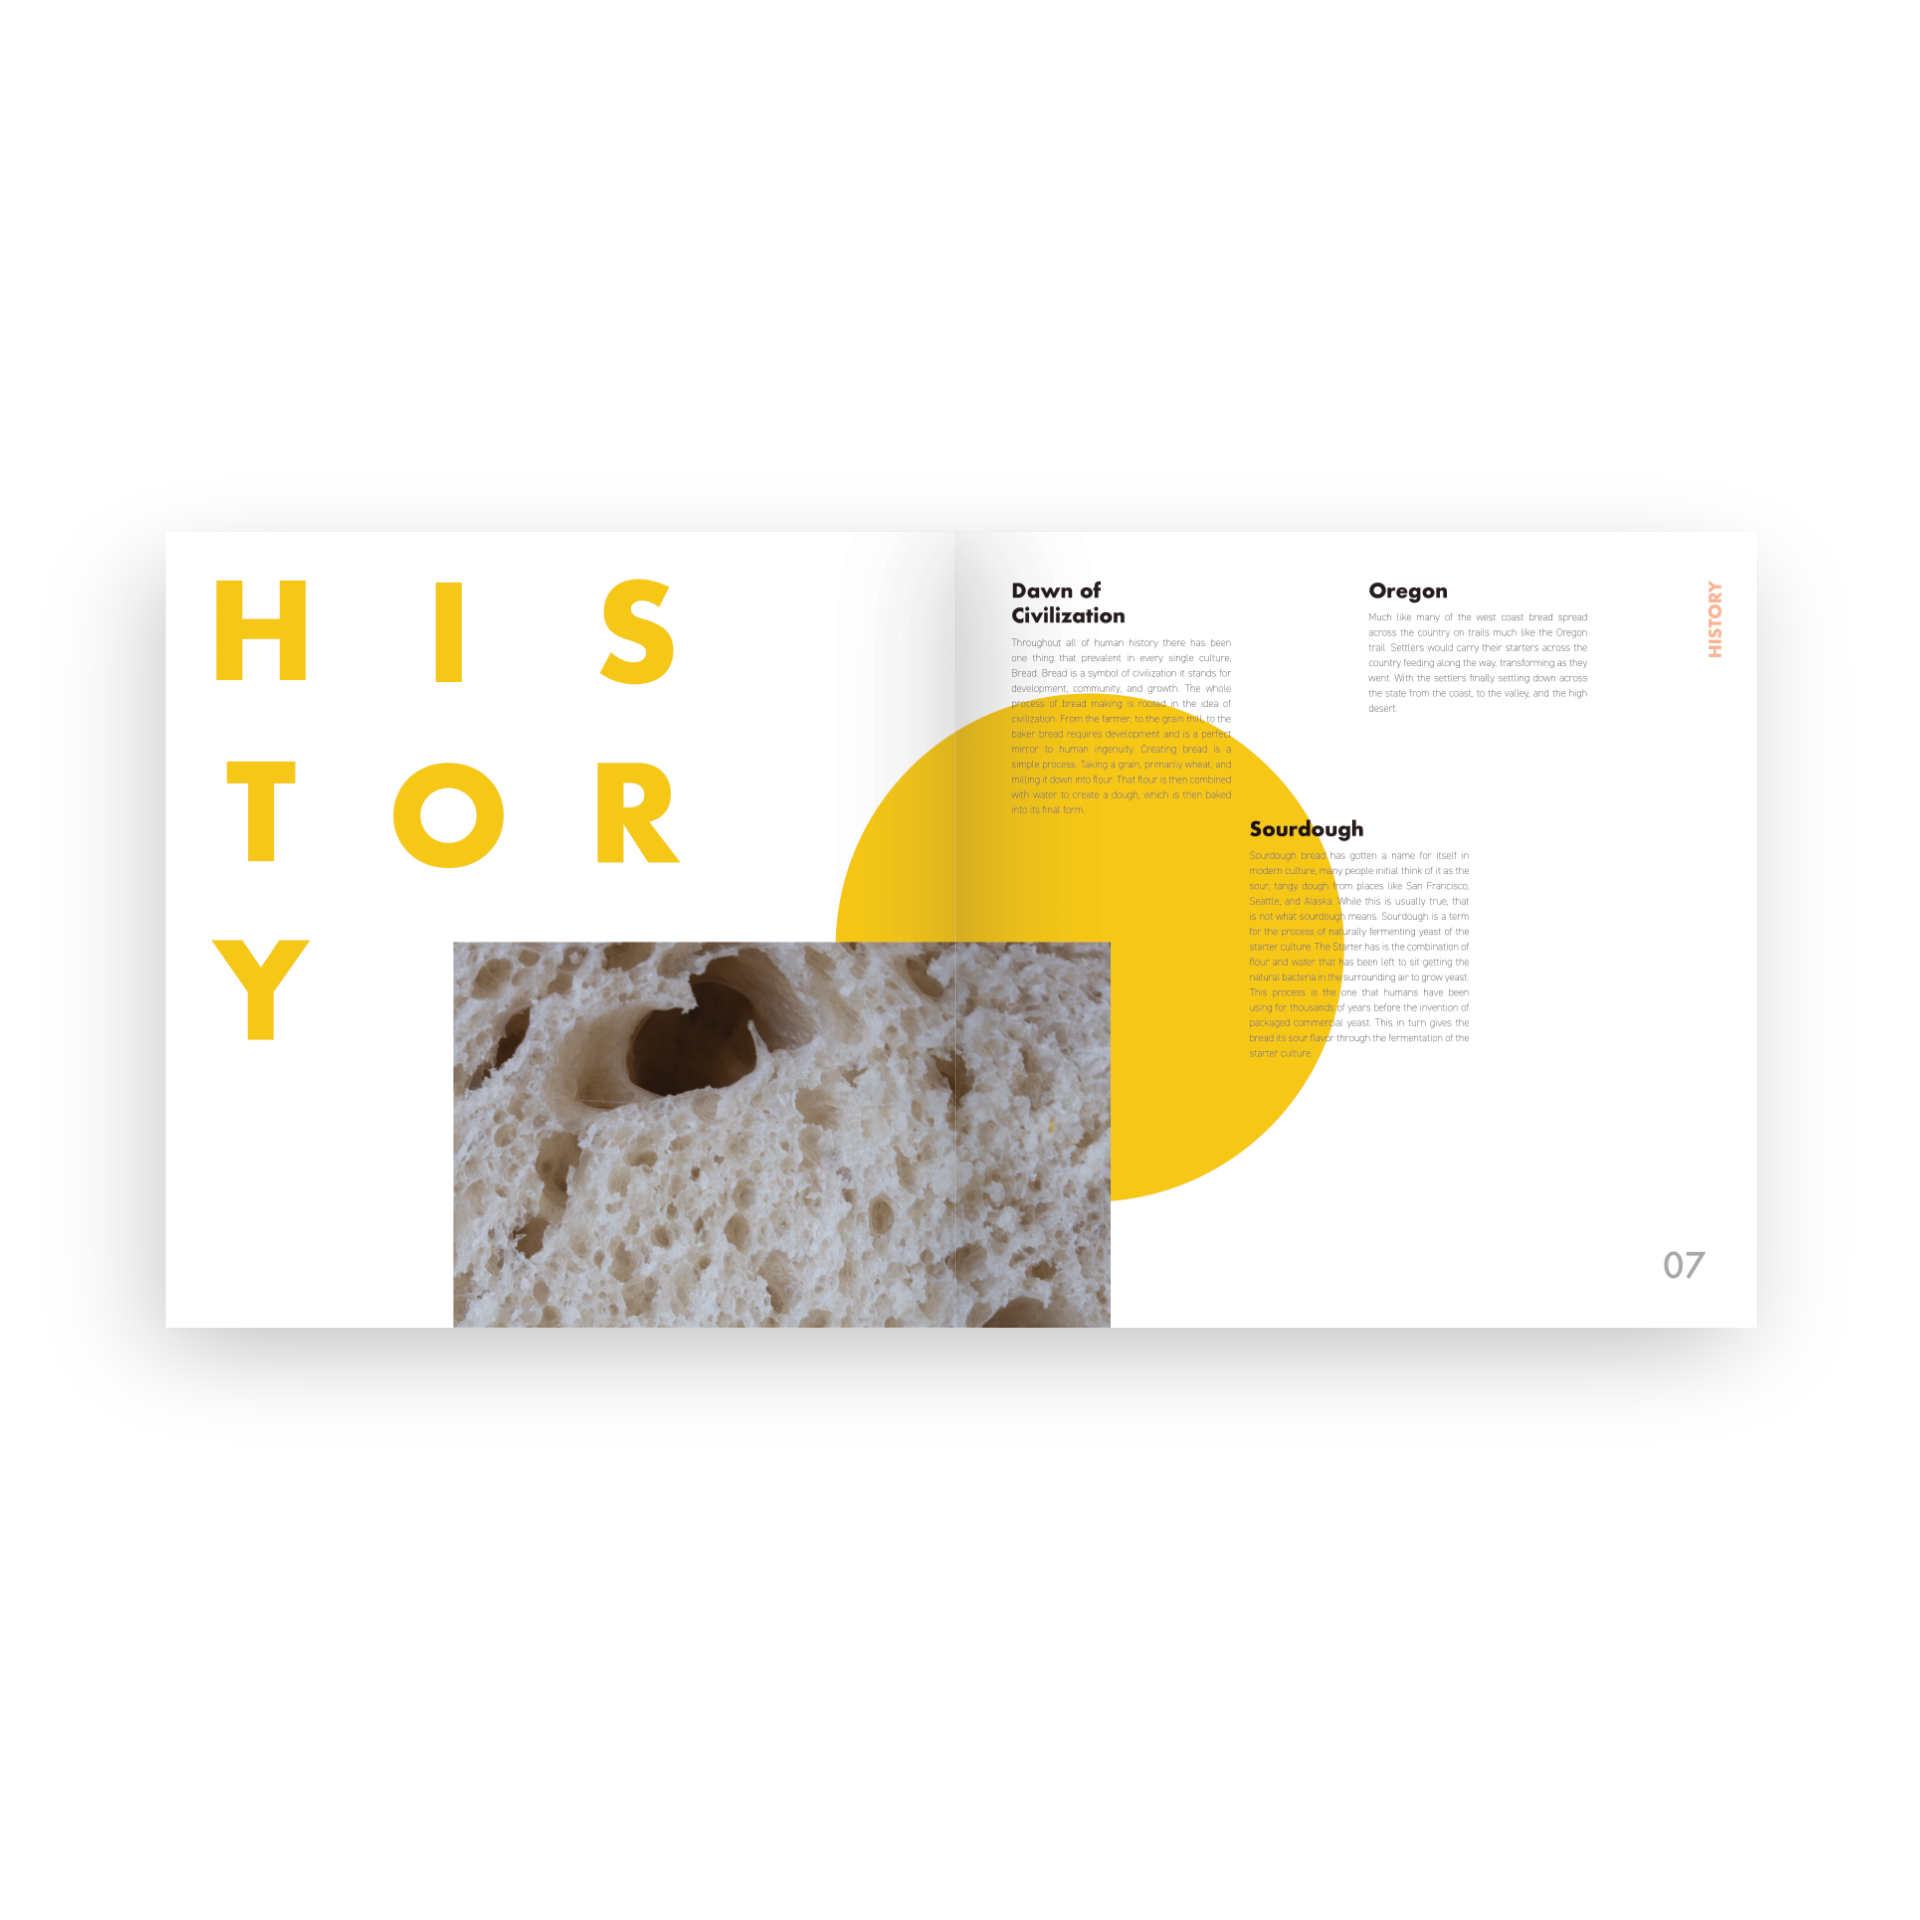 H I S
T O R
Y
Dawn of
Civilization
Throughout all of human history there has been
one thing that prevalent in every single culture,
Bread. Bread is a symbol of civilization it stands for
development, community, and growth. The whole
process of bread making is rooted in the idea of
civilization. From the farmer, to the grain mill, to the
baker bread requires development and is a perfect
mirror to human ingenuity. Creating bread is a
simple process. Taking a grain, primarily wheat, and
milling it down into flour. That flour is then combined
with water to create a dough, which is then baked
into its final form.
Oregon
Much like many of the west coast bread spread
across the country on trails much like the Oregon
trail. Settlers would carry their starters across the
country feeding along the way, transforming as they
went. With the settlers finally settling down across
the state from the coast, to the valley, and the high
desert.
Sourdough
Sourdough bread has gotten a name for itself in
modern culture, many people initial think of it as the
sour, tangy dough from places like San Francisco,
Seattle, and Alaska. While this is usually true, that
is not what sourdough means. Sourdough is a term
for the process of naturally fermenting yeast of the
starter culture. The Starter has is the combination of
flour and water that has been left to sit getting the
natural bacteria in the surrounding air to grow yeast.
This process is the one that humans have been
using for thousands of years before the invention of
packaged commercial yeast. This in turn gives the
bread its sour flavor through the fermentation of the
starter culture.
HISTORY
07